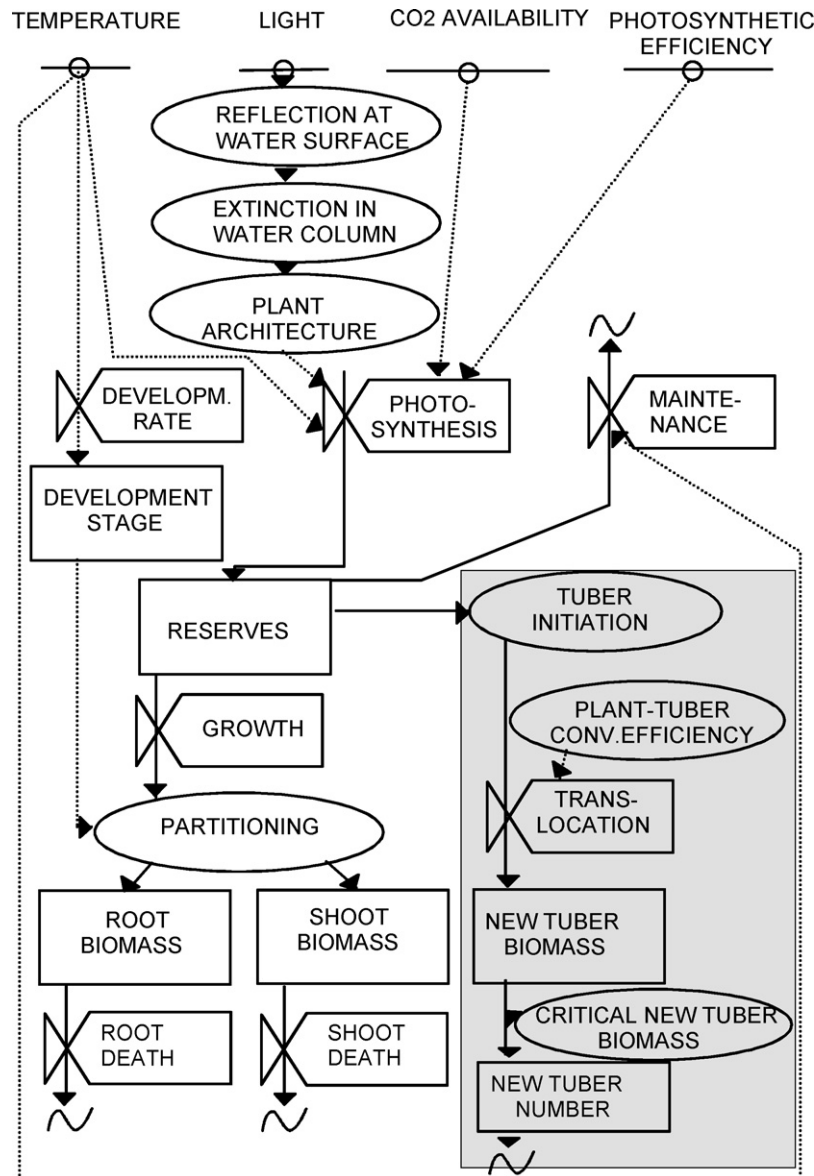 TEMPERATURE
LIGHT
CO2 AVAILABILITY
PHOTOSYNTHETIC
EFFICIENCY
REFLECTION AT
WATER SURFACE
EXTINCTION IN
WATER COLUMN
PLANT
ARCHITECTURE
DEVELOPM.
RATE
PHOTO-
SYNTHESIS
MAINTE-
NANCE
DEVELOPMENT
STAGE
RESERVES
TUBER
INITIATION
GROWTH
PLANT-TUBER
CONV.EFFICIENCY
PARTITIONING
TRANS-
LOCATION
ROOT
BIOMASS
SHOOT
BIOMASS
NEW TUBER
BIOMASS
ROOT
DEATH
SHOOT
DEATH
CRITICAL NEW TUBER
BIOMASS
NEW TUBER
NUMBER